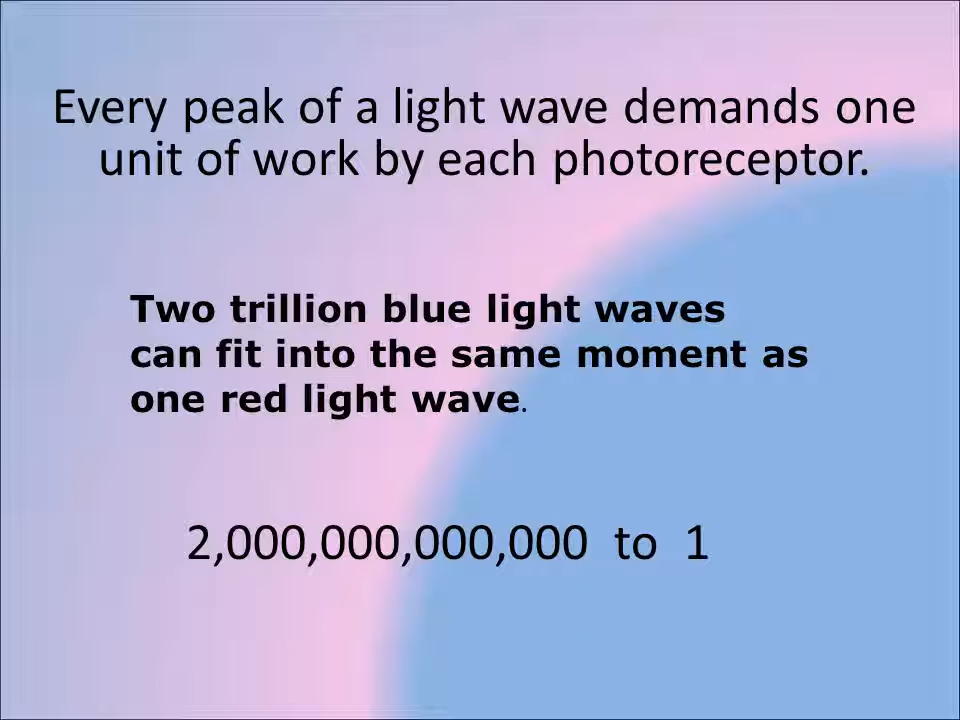 Every peak of a light wave demands one
unit of work by each photoreceptor.
Two trillion blue light waves
can fit into the same moment as
one red light wave.
2,000,000,000,000 to 1